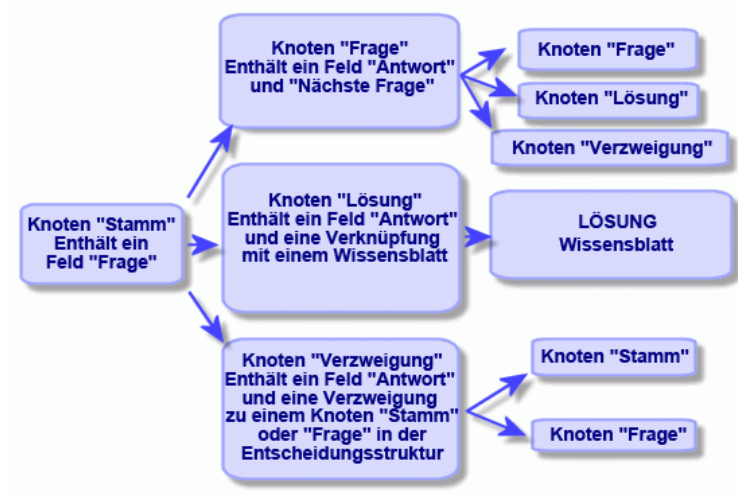 Knoten "Stamm"
Enthält ein
Feld "Frage"
Knoten "Frage"
Enthält ein Feld "Antwort"
und "Nächste Frage"
Knoten "Frage"
Knoten "Lösung"
Knoten "Verzweigung"
Knoten "Lösung"
Enthält ein Feld "Antwort"
und eine Verknüpfung
mit einem Wissensblatt
LÖSUNG
Wissensblatt
Knoten "Verzweigung"
Enthält ein Feld "Antwort"
und eine Verzweigung
zu einem Knoten "Stamm"
oder "Frage" in der
Entscheidungsstruktur
Knoten "Stamm"
Knoten "Frage"